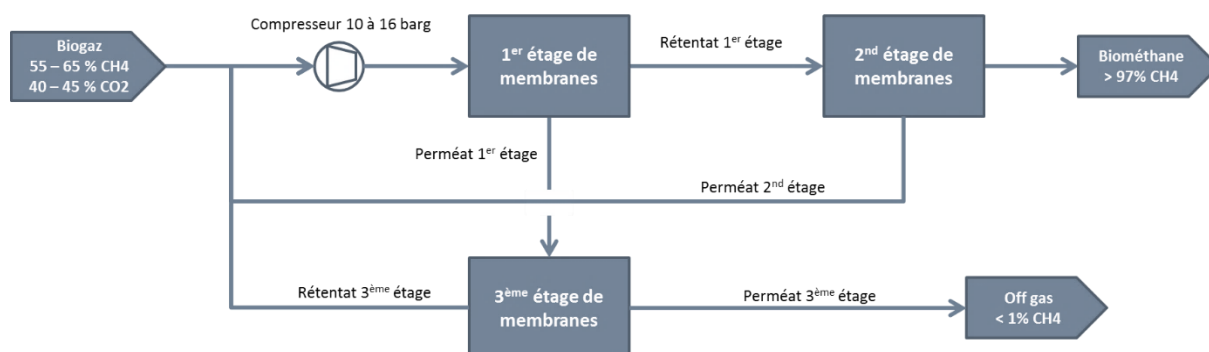 Compresseur 10 à 16 barg
Biogaz
55 – 65 % CH4
40 – 45 % CO2
1er étage de
membranes
Rétentat 1er étage
2nd étage de
membranes
Biométhane
> 97% CH4
Perméat 1er étage
Perméat 2nd étage
Rétentat 3ème étage
3ème étage de
membranes
Perméat 3ème étage
Off gas
< 1% CH4